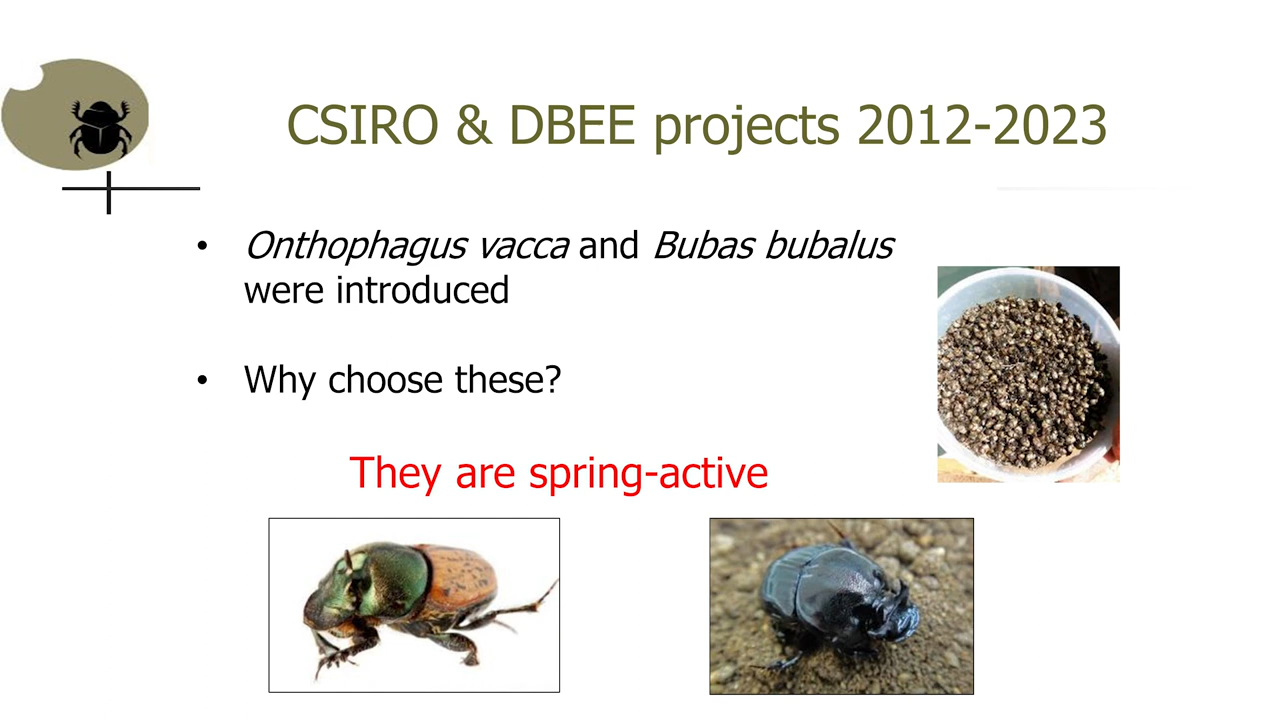 CSIRO & DBEE projects 2012-2023
• Onthophagus vacca and Bubas bubalus
were introduced
• Why choose these?
They are spring-active